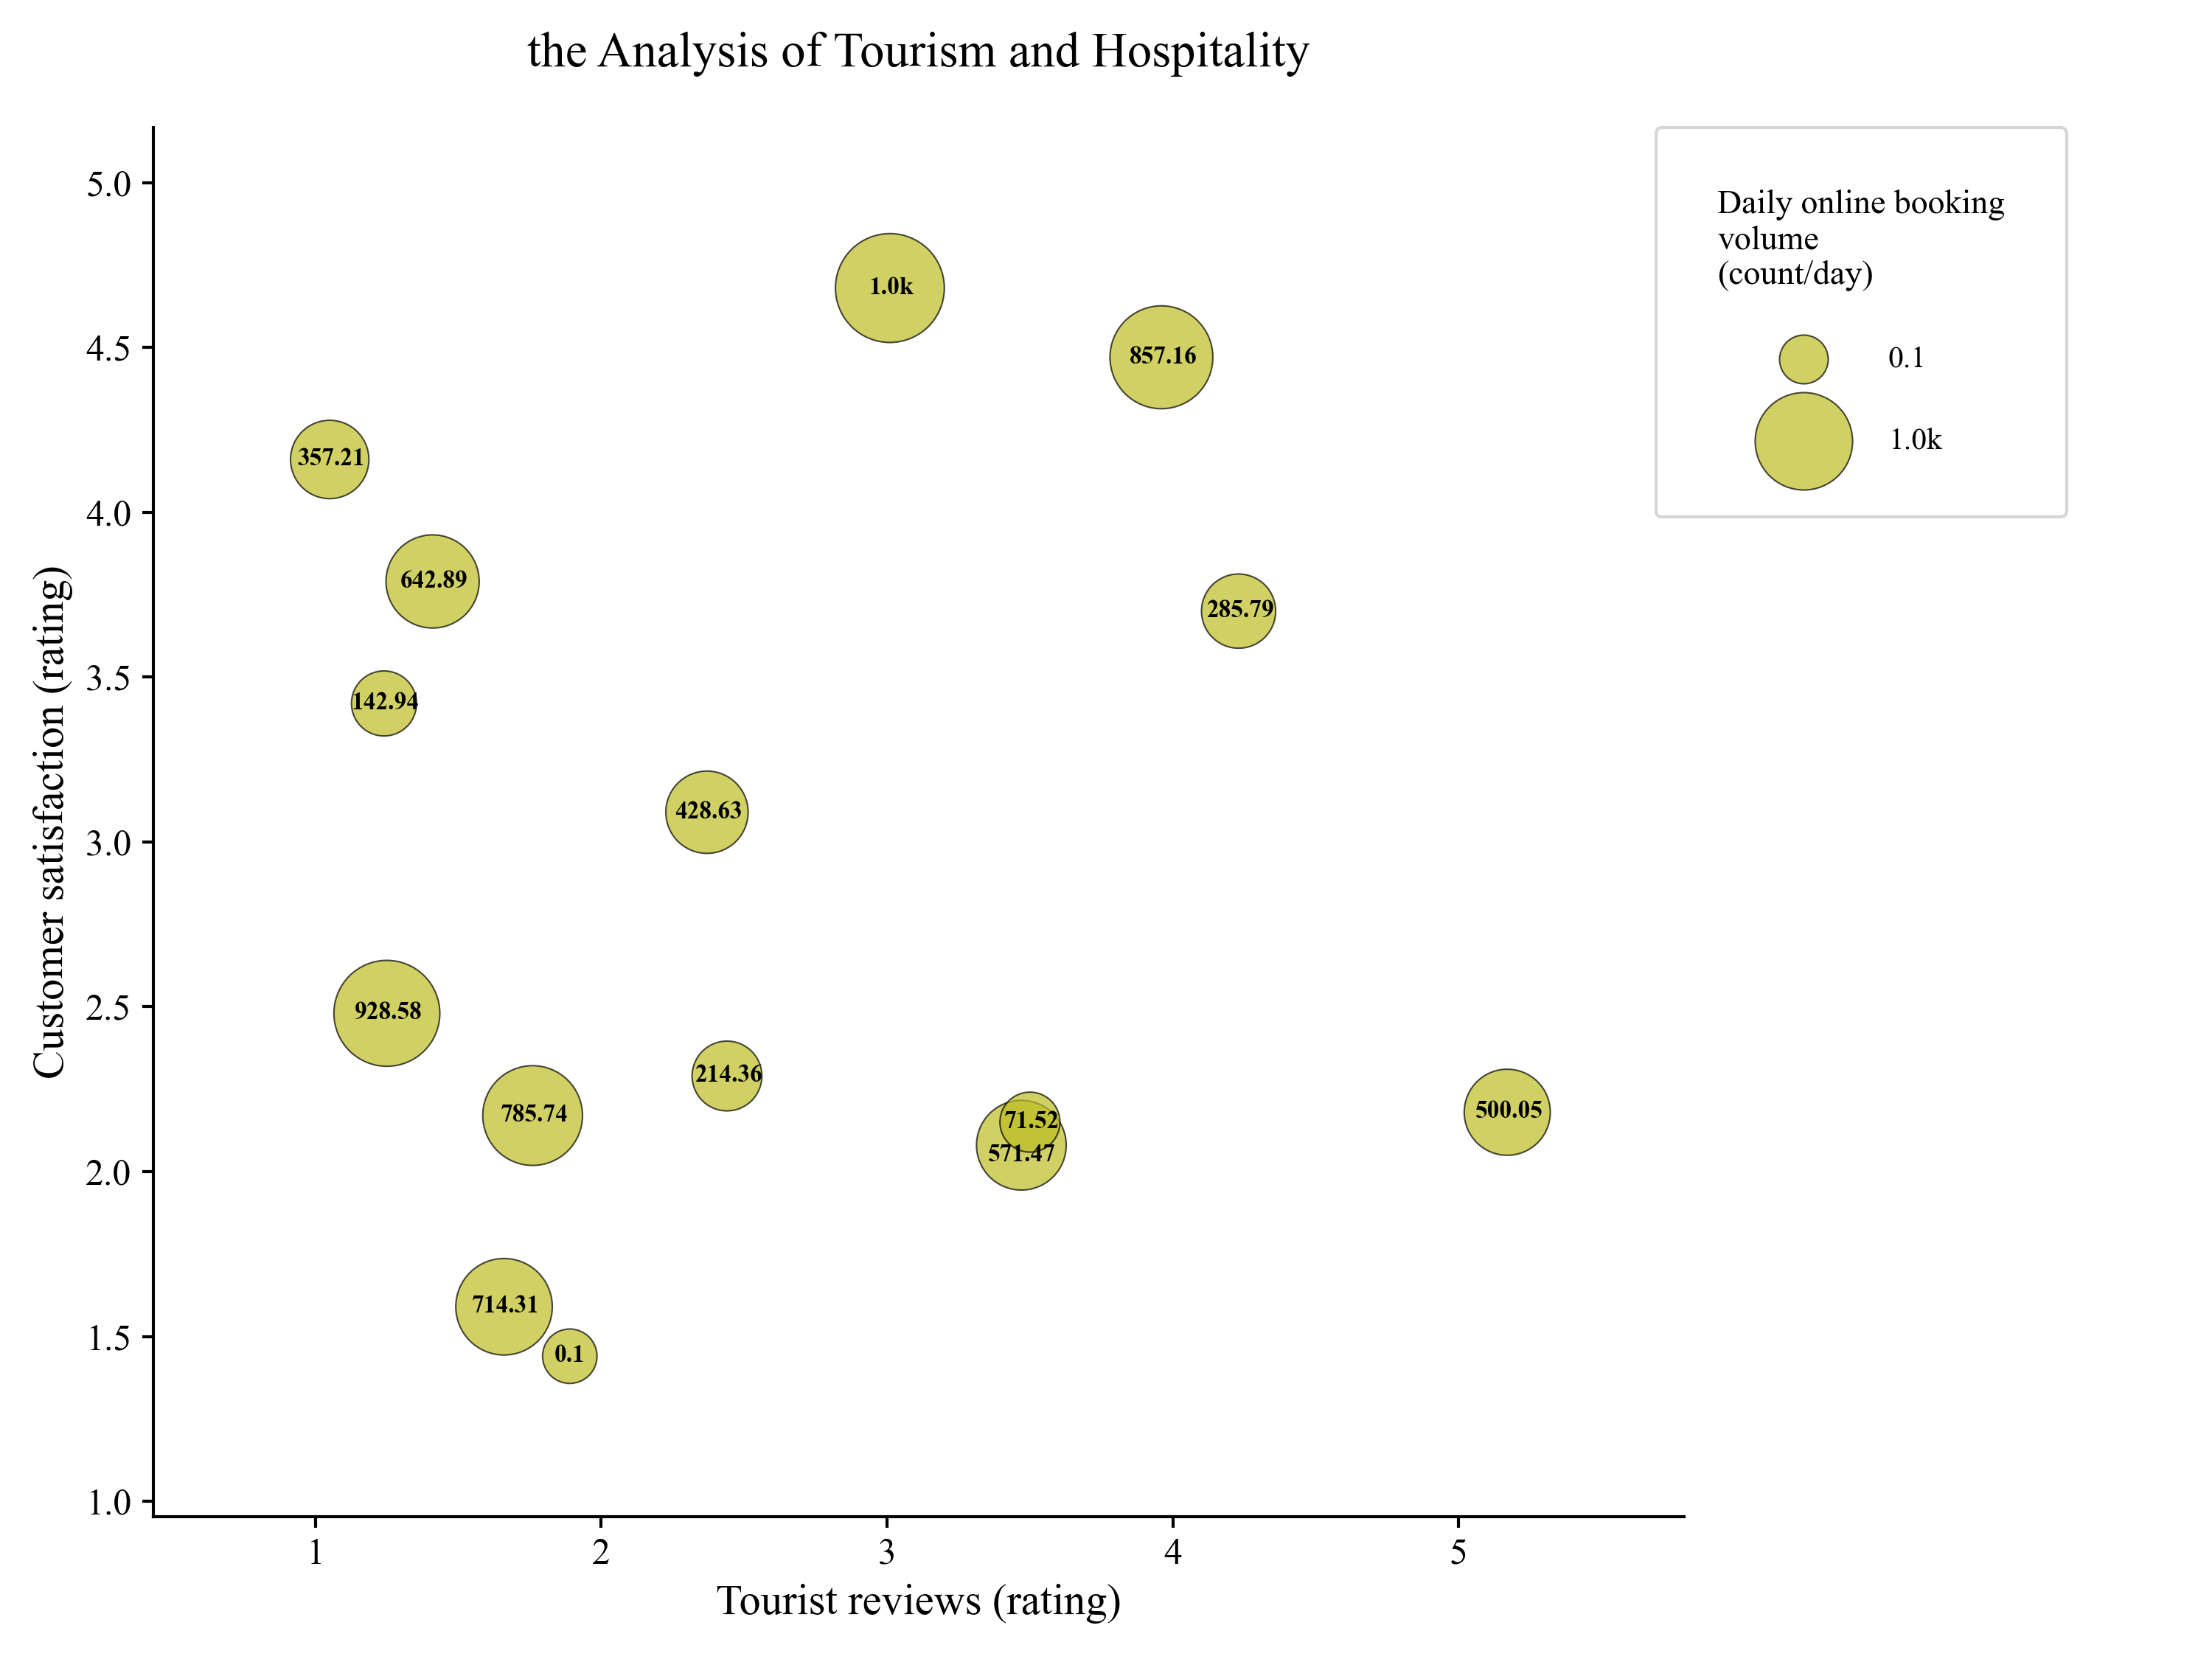 the Analysis of Tourism and Hospitality
Daily online booking
volume
(count/day)
0.1
1.0k
Customer satisfaction (rating)
5.0
4.5
4.0
3.5
3.0
2.5
2.0
1.5
1.0
1.0k
857.16
357.21
642.89
285.79
142.94
428.63
928.58
214.36
785.74
71.52
500.05
571.47
714.31
0.1
1 2 3 4 5
Tourist reviews (rating)